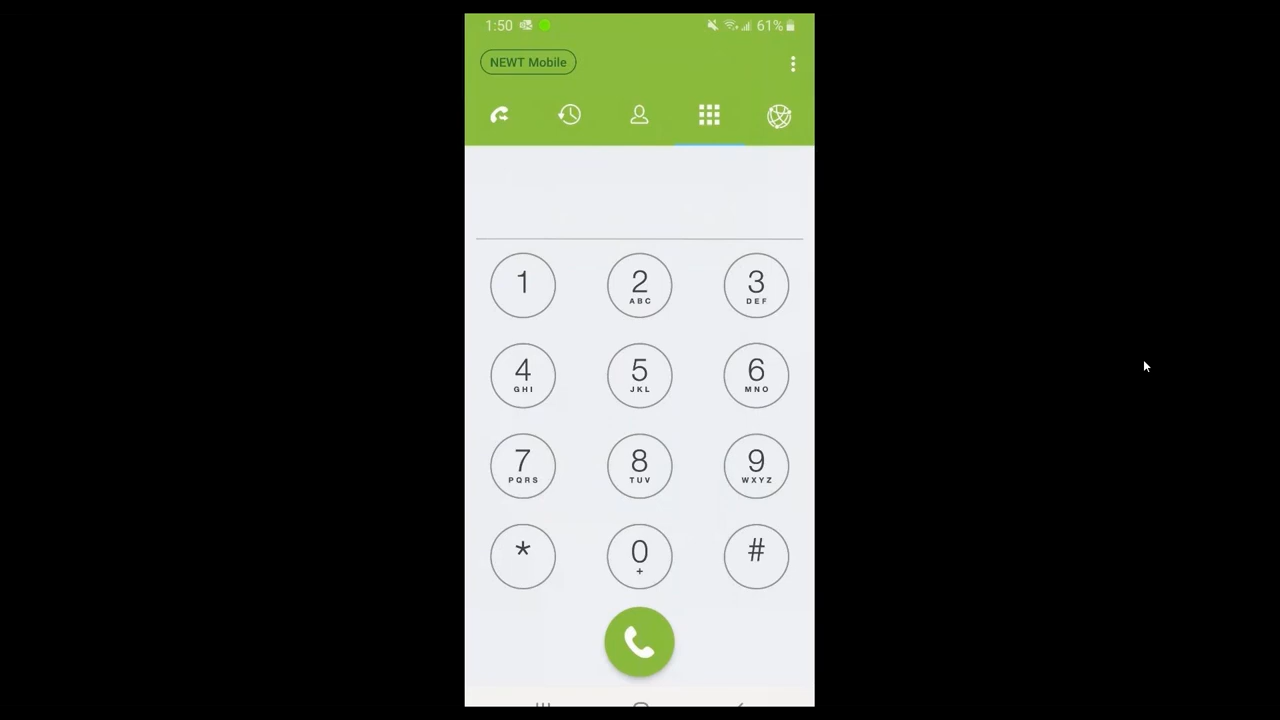 1:50 61%
NEWT Mobile
1 2 3
ABC DEF
4 5 6
GHI JKL MNO
7 8 9
PQRS TUV WXYZ
* 0 #
+